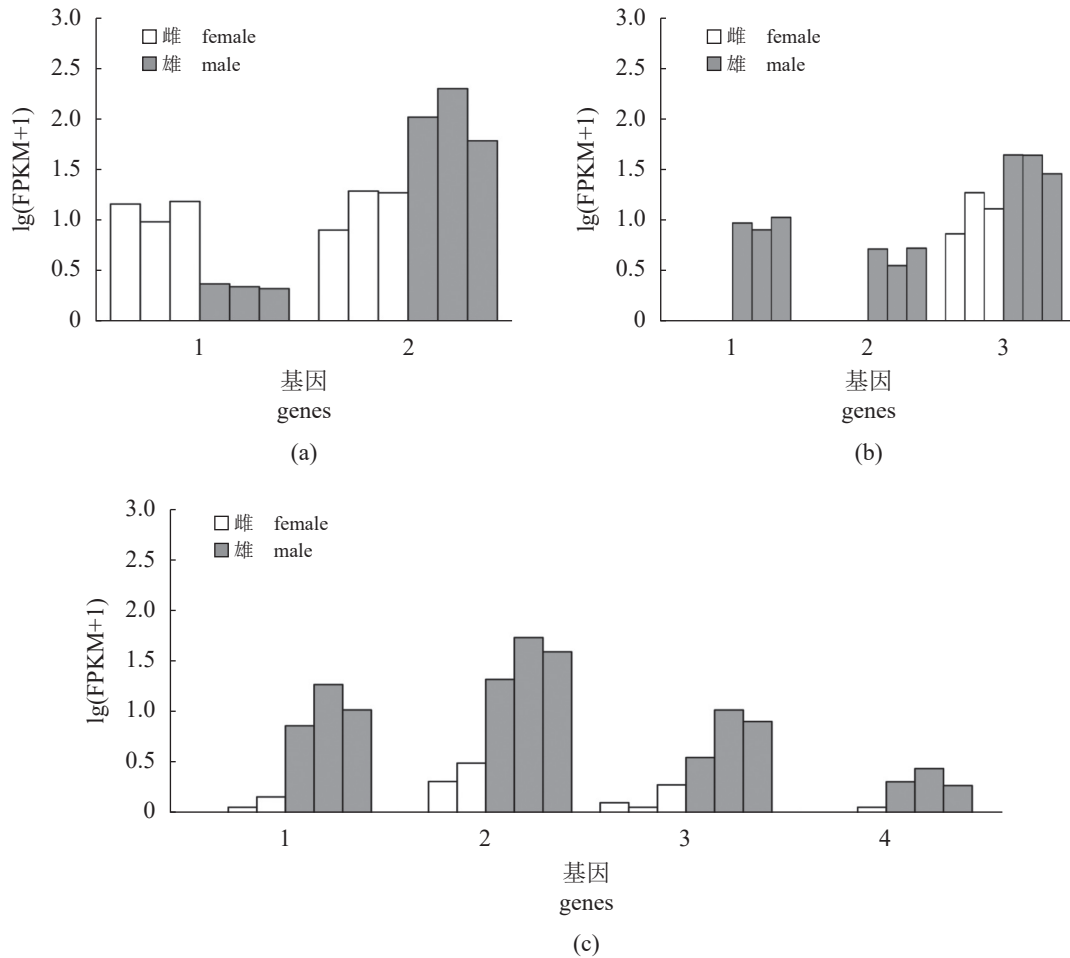 3.0
2.5
2.0
1.5
1.0
0.5
0
lg(FPKM+1)
雌 female
雄 male
1 2
基因
genes
(a)
3.0
2.5
2.0
1.5
1.0
0.5
0
lg(FPKM+1)
雌 female
雄 male
1 2 3
基因
genes
(b)
3.0
2.5
2.0
1.5
1.0
0.5
0
lg(FPKM+1)
雌 female
雄 male
1 2 3 4
基因
genes
(c)